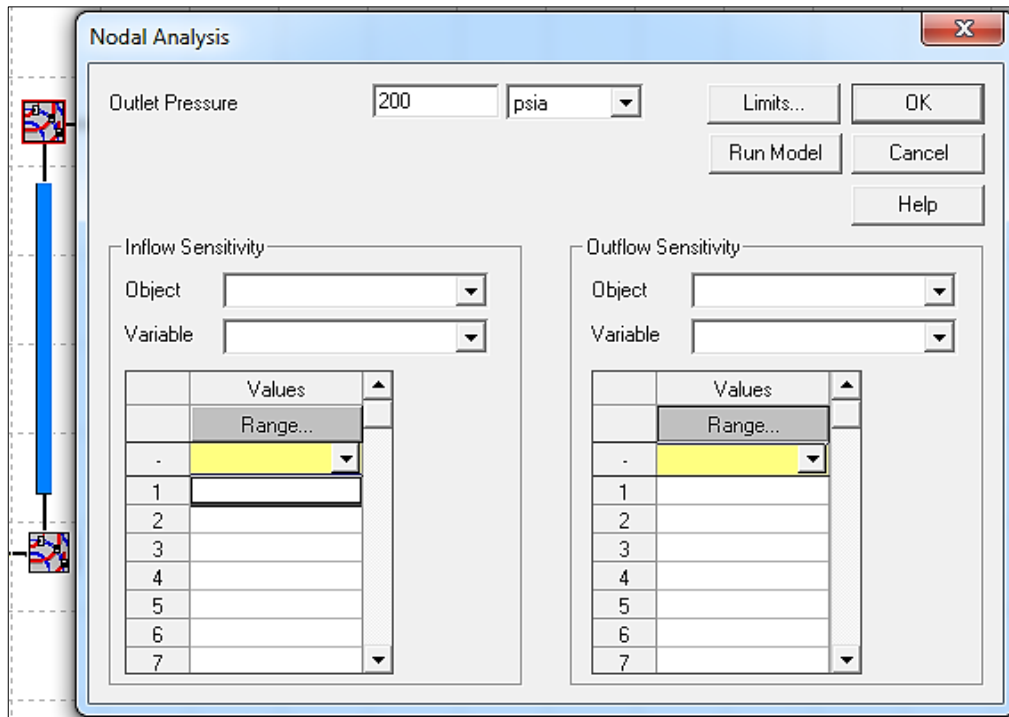 Nodal Analysis
Outlet Pressure 200 psia Limits... OK
Run Model Cancel
Help
Inflow Sensitivity
Object
Variable
Values
Range...
-
1
2
3
4
5
6
7
Outflow Sensitivity
Object
Variable
Values
Range...
-
1
2
3
4
5
6
7